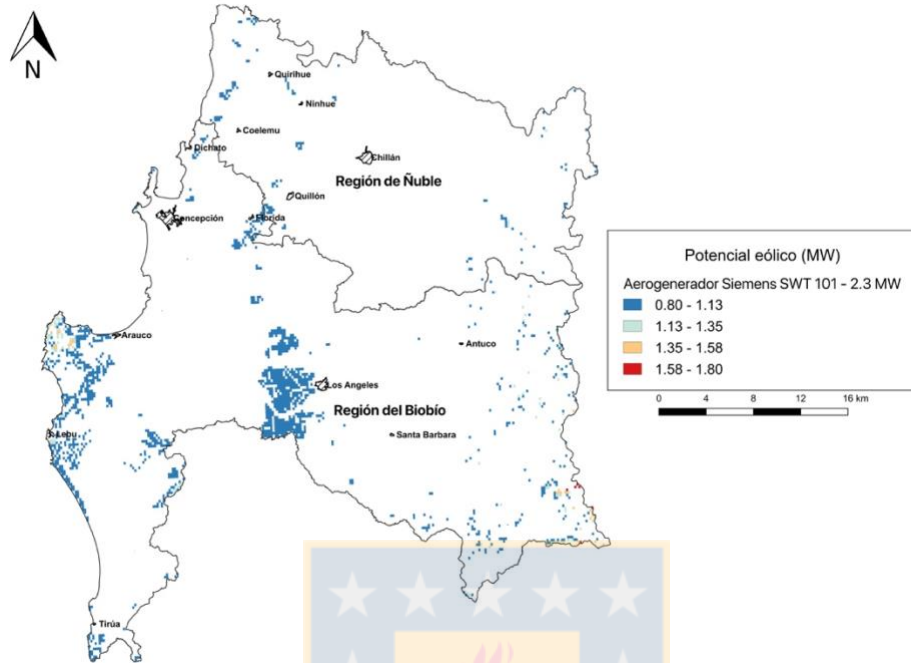 N
Quirihue
Ninhue
Coelemu
Dichato
Chillán
Región de Ñuble
Quillón
Concepción
Florida
Potencial eólico (MW)
Aerogenerador Siemens SWT 101 - 2.3 MW
0.80 - 1.13
1.13 - 1.35
1.35 - 1.58
1.58 - 1.80
0 4 8 12 16 km
Arauco
Antuco
Los Angeles
Región del Biobío
Lebu
Santa Barbara
Tirúa